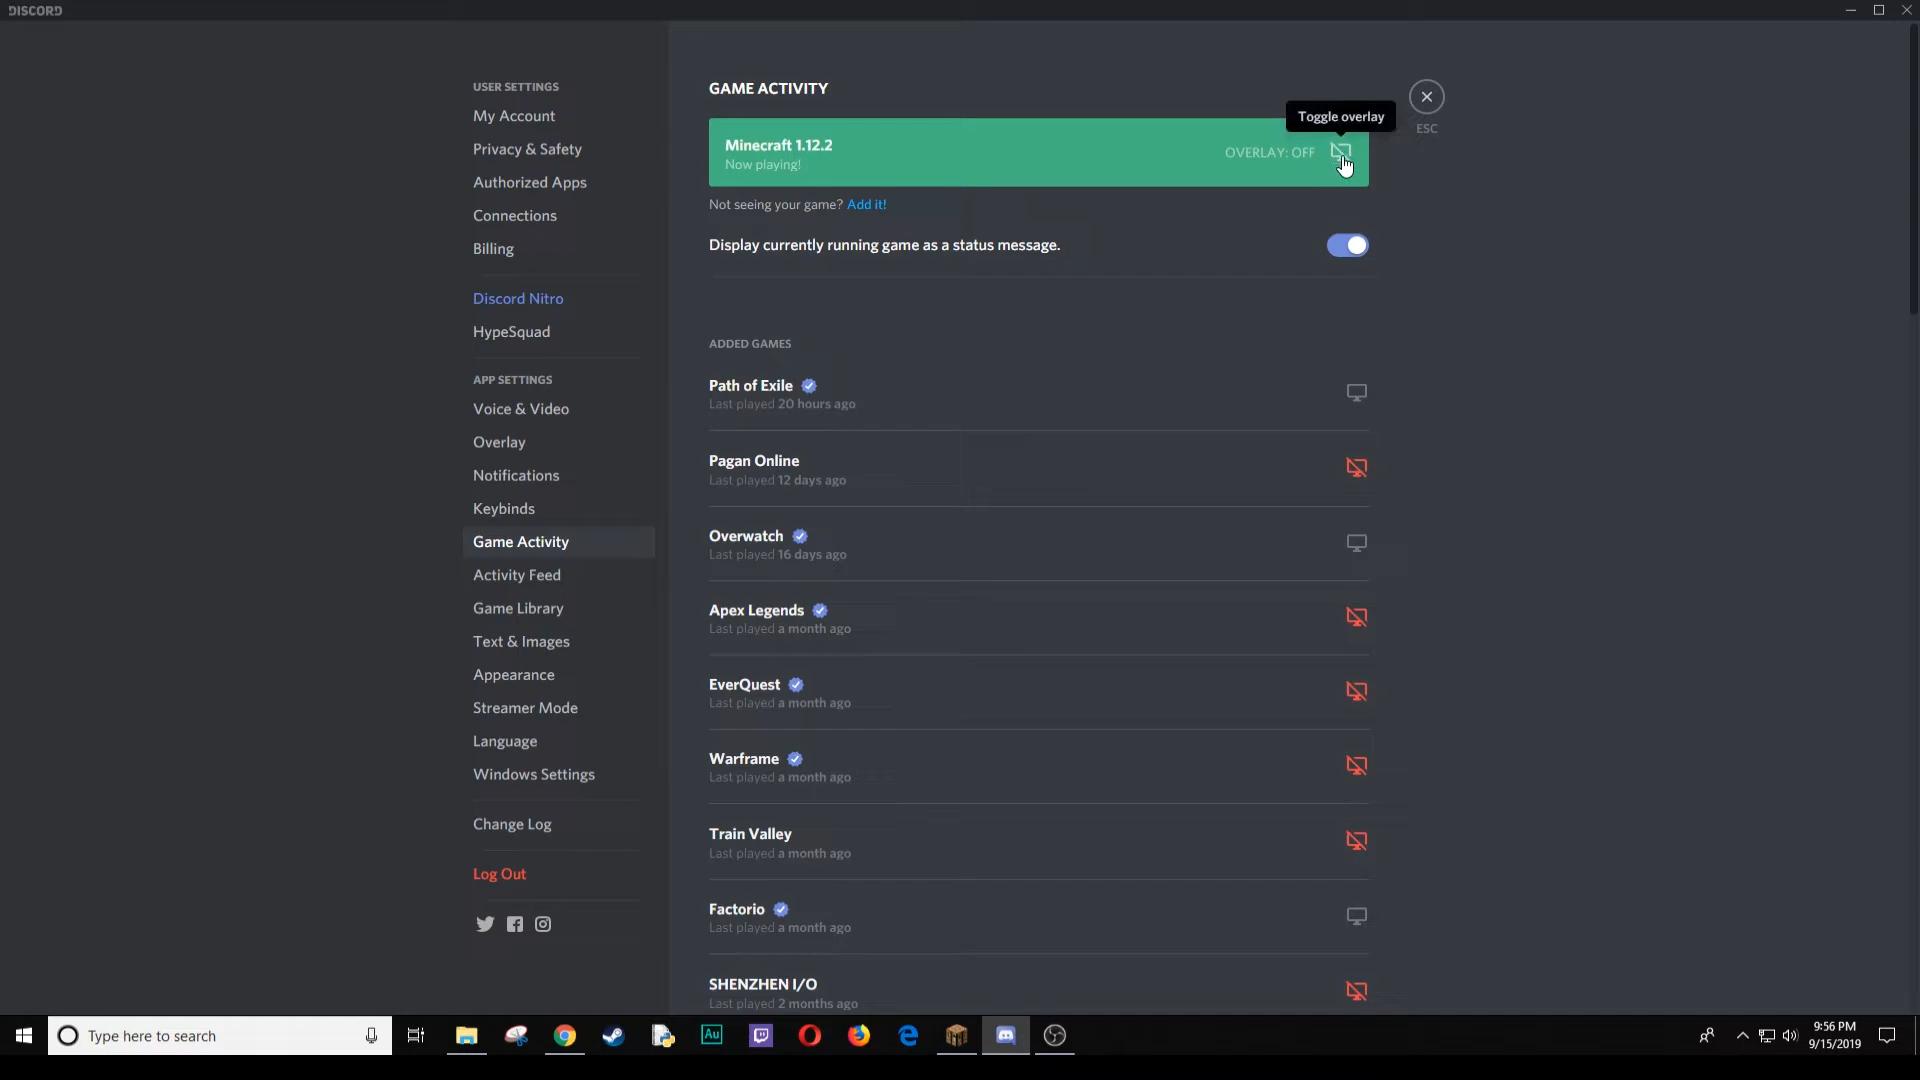 DISCORD
USER SETTINGS
My Account
Privacy & Safety
Authorized Apps
Connections
Billing
Discord Nitro
HypeSquad
APP SETTINGS
Voice & Video
Overlay
Notifications
Keybinds
Game Activity
Activity Feed
Game Library
Text & Images
Appearance
Streamer Mode
Language
Windows Settings
Change Log
Log Out
GAME ACTIVITY
Toggle overlay
ESC
Minecraft 1.12.2
Now playing!
OVERLAY: OFF
Not seeing your game? Add it!
Display currently running game as a status message.
ADDED GAMES
Path of Exile
Last played 20 hours ago
Pagan Online
Last played 12 days ago
Overwatch
Last played 16 days ago
Apex Legends
Last played a month ago
EverQuest
Last played a month ago
Warframe
Last played a month ago
Train Valley
Last played a month ago
Factorio
Last played a month ago
SHENZHEN I/O
Last played 2 months ago
Type here to search
Au
9:56 PM
9/15/2019